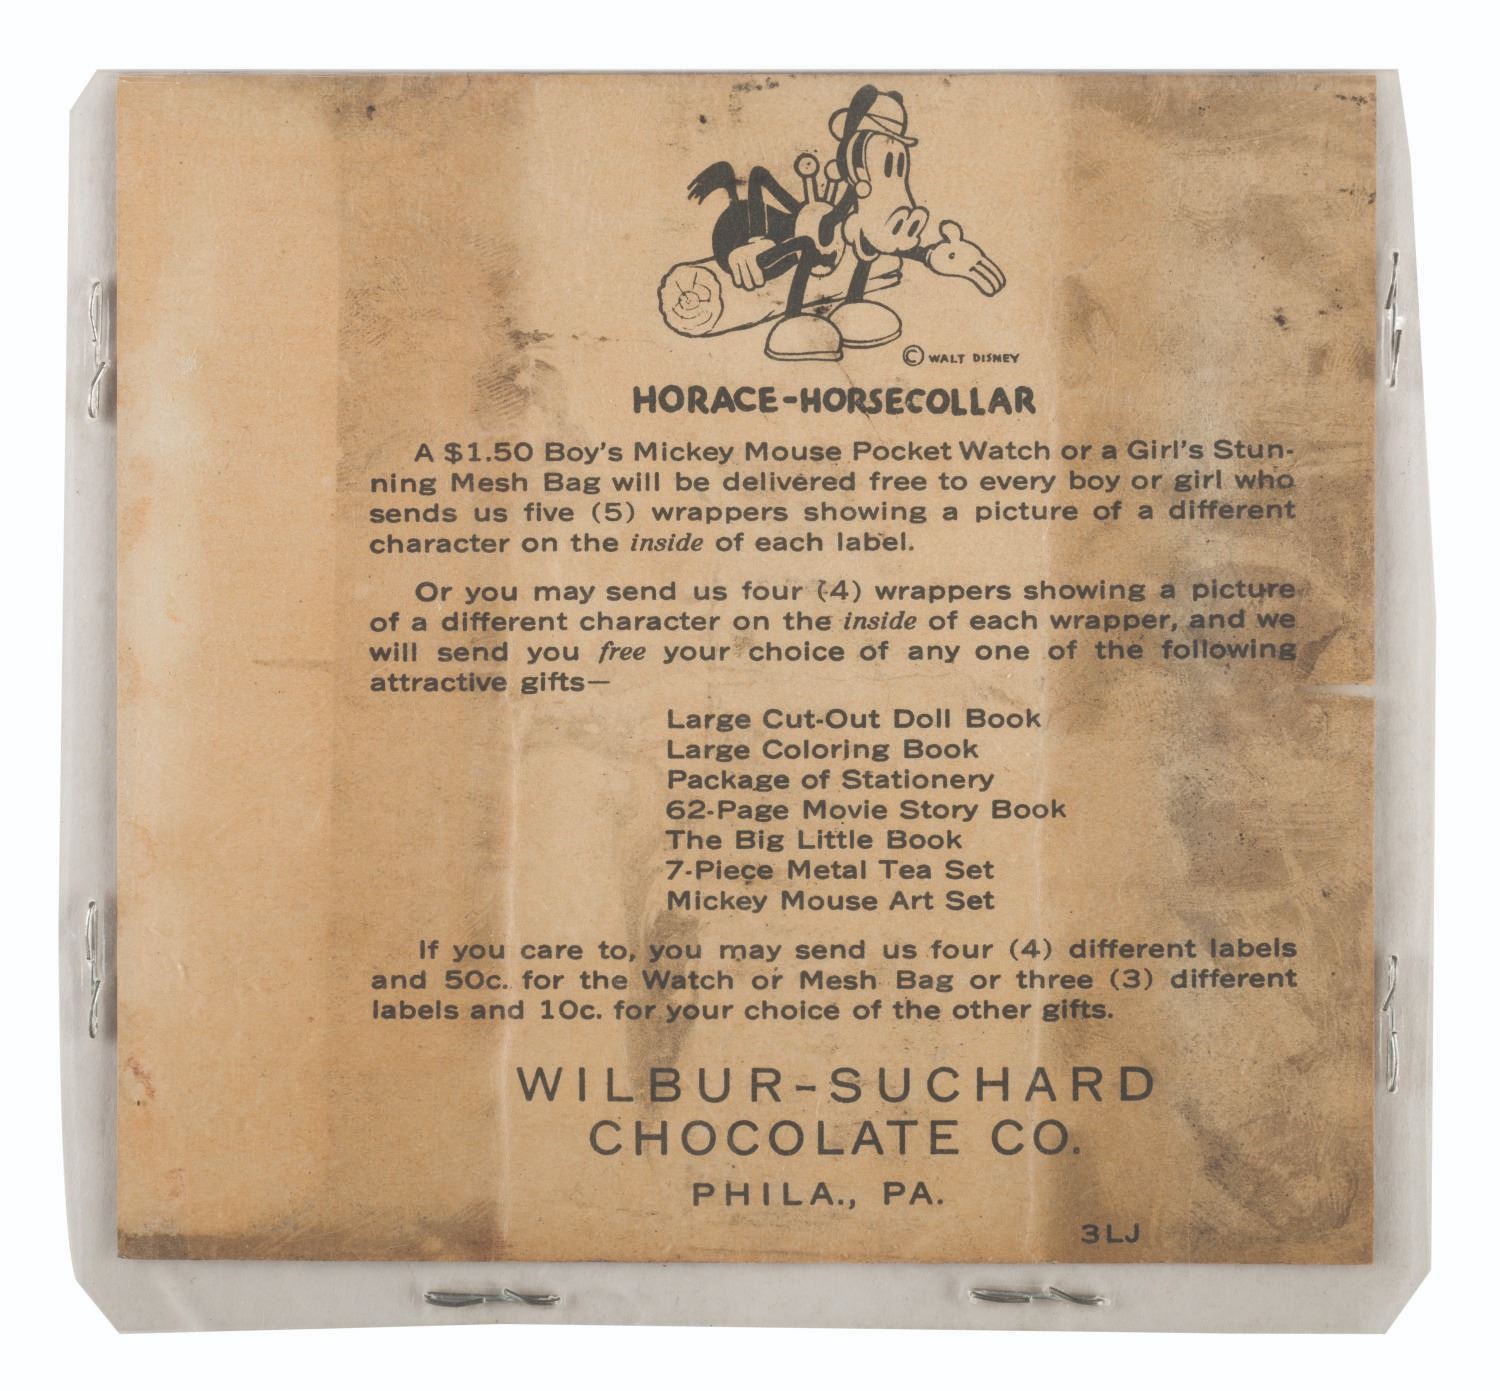 © WALT DISNEY
HORACE-HORSECOLLAR
A $1.50 Boy's Mickey Mouse Pocket Watch or a Girl's Stun-
ning Mesh Bag will be delivered free to every boy or girl who
sends us five (5) wrappers showing a picture of a different
character on the inside of each label.
Or you may send us four (4) wrappers showing a picture
of a different character on the inside of each wrapper, and we
will send you free your choice of any one of the following
attractive gifts—
Large Cut-Out Doll Book
Large Coloring Book
Package of Stationery
62-Page Movie Story Book
The Big Little Book
7-Piece Metal Tea Set
Mickey Mouse Art Set
If you care to, you may send us four (4) different labels
and 50c. for the Watch or Mesh Bag or three (3) different
labels and 10c. for your choice of the other gifts.
WILBUR-SUCHARD
CHOCOLATE CO.
PHILA., PA.
3LJ